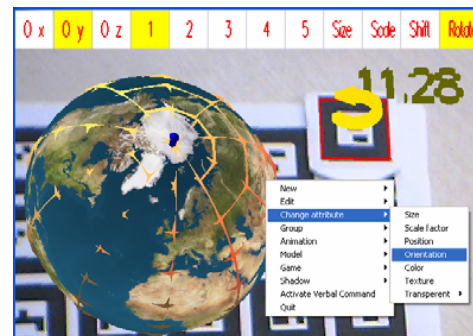 0 x 0 y 0 z 1 2 3 4 5 Size Scale Shift Rotate
11.28
New
Edit
Change attribute Size
Group Scale factor
Animation Position
Model Orientation
Game Color
Shadow Texture
Activate Verbal Command Transperent
Quit